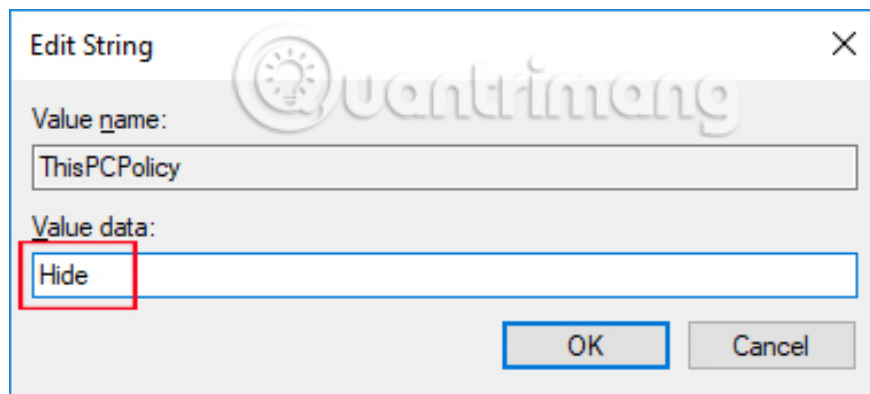 Edit String
Quantrimang
Value name:
ThisPCPolicy
Value data:
Hide
OK
Cancel